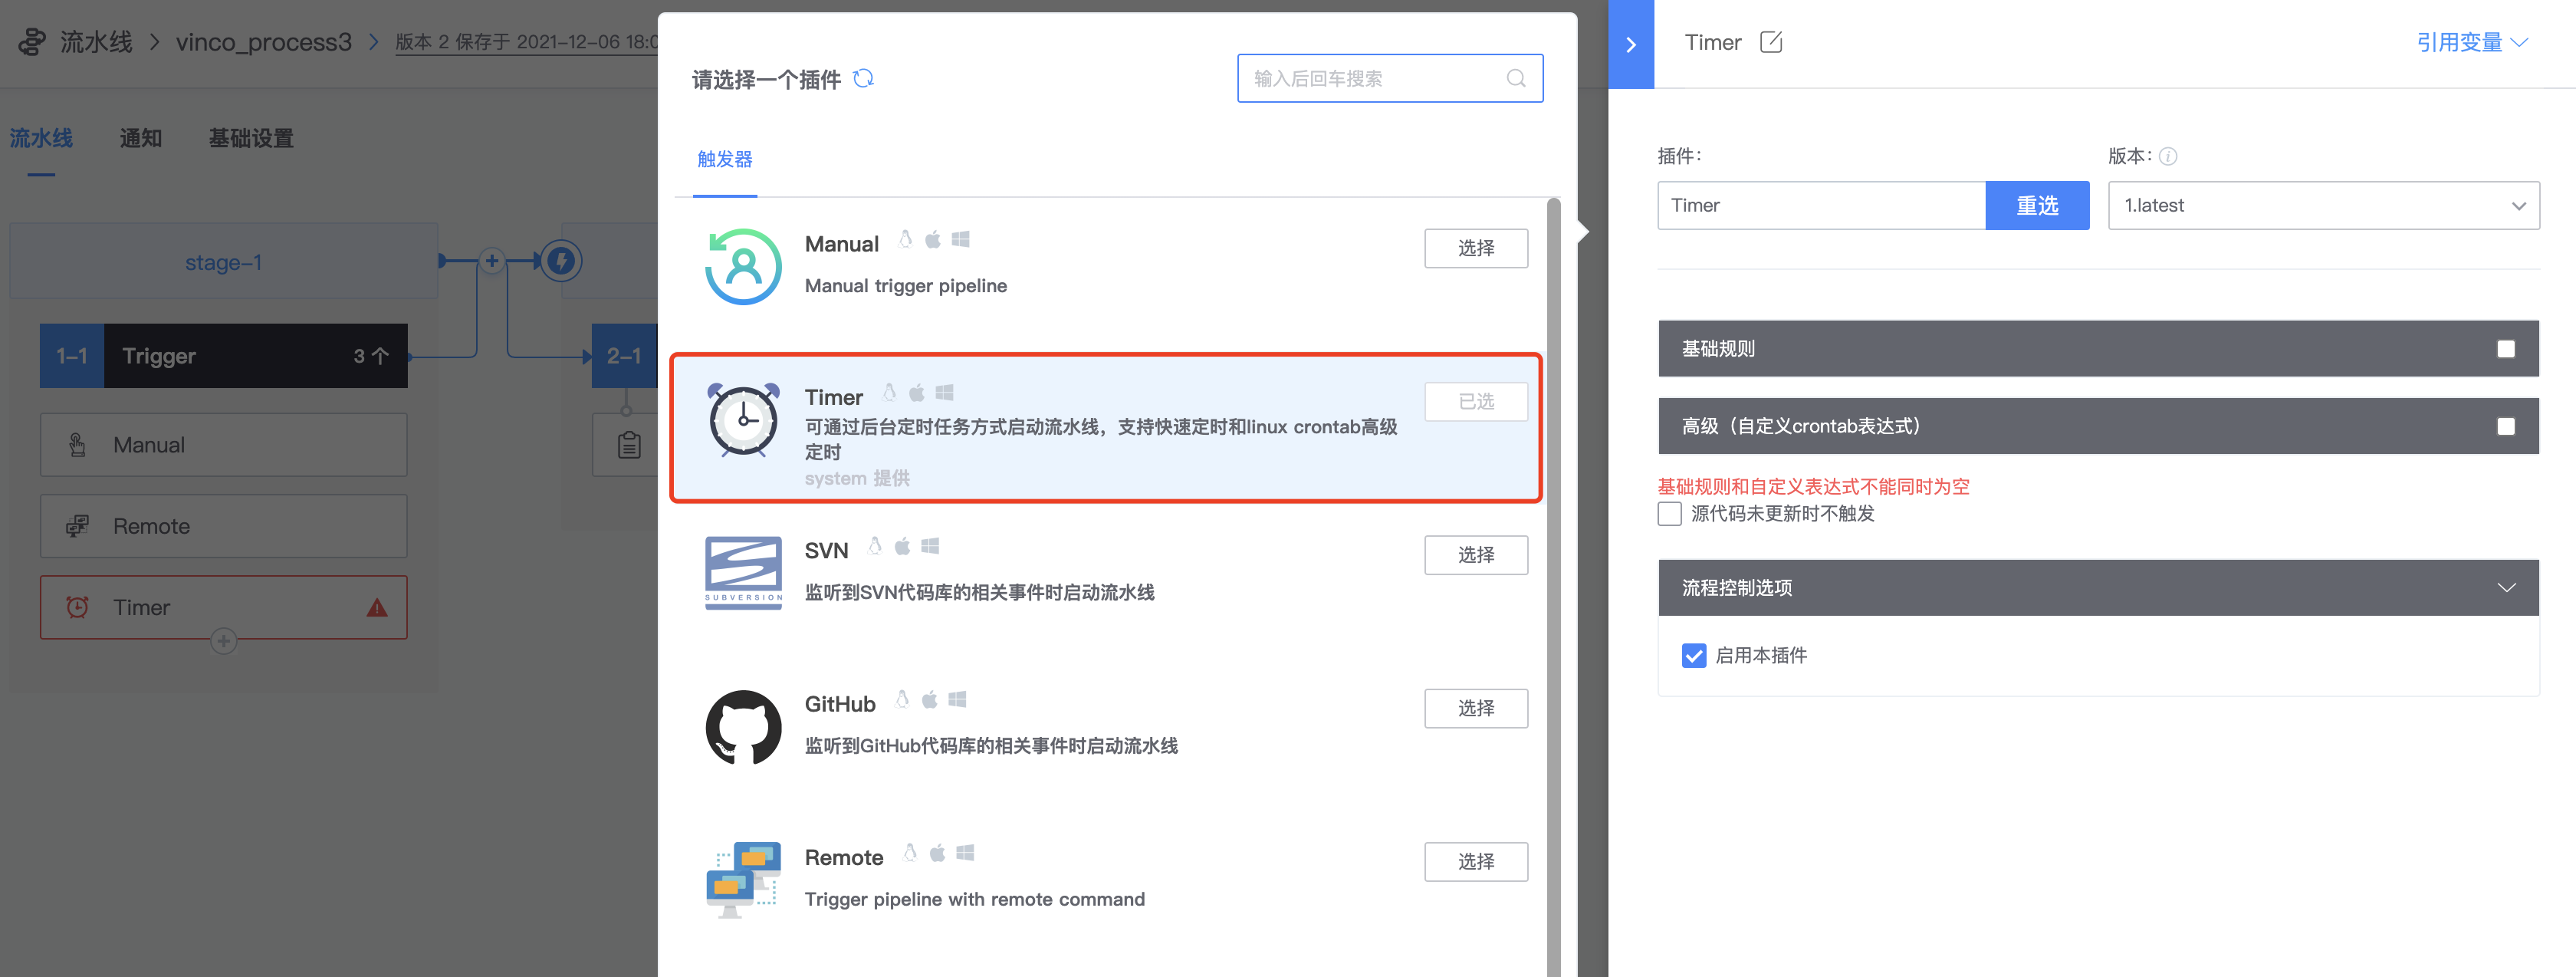 流水线 vinco_process3 版本 2 保存于 2021-12-06 18:0
流水线 通知 基础设置
stage-1
1-1 Trigger 3 个
Manual
Remote
Timer
2-1
请选择一个插件
输入后回车搜索
触发器
Manual
Manual trigger pipeline
选择
Timer
可通过后台定时任务方式启动流水线，支持快速定时和linux crontab高级
定时
system 提供
已选
SVN
监听到SVN代码库的相关事件时启动流水线
选择
SUBVERSION
GitHub
监听到GitHub代码库的相关事件时启动流水线
选择
Remote
Trigger pipeline with remote command
选择
Timer
引用变量
插件：
版本：
Timer
重选
1.latest
基础规则
高级（自定义crontab表达式）
基础规则和自定义表达式不能同时为空
源代码未更新时不触发
流程控制选项
启用本插件